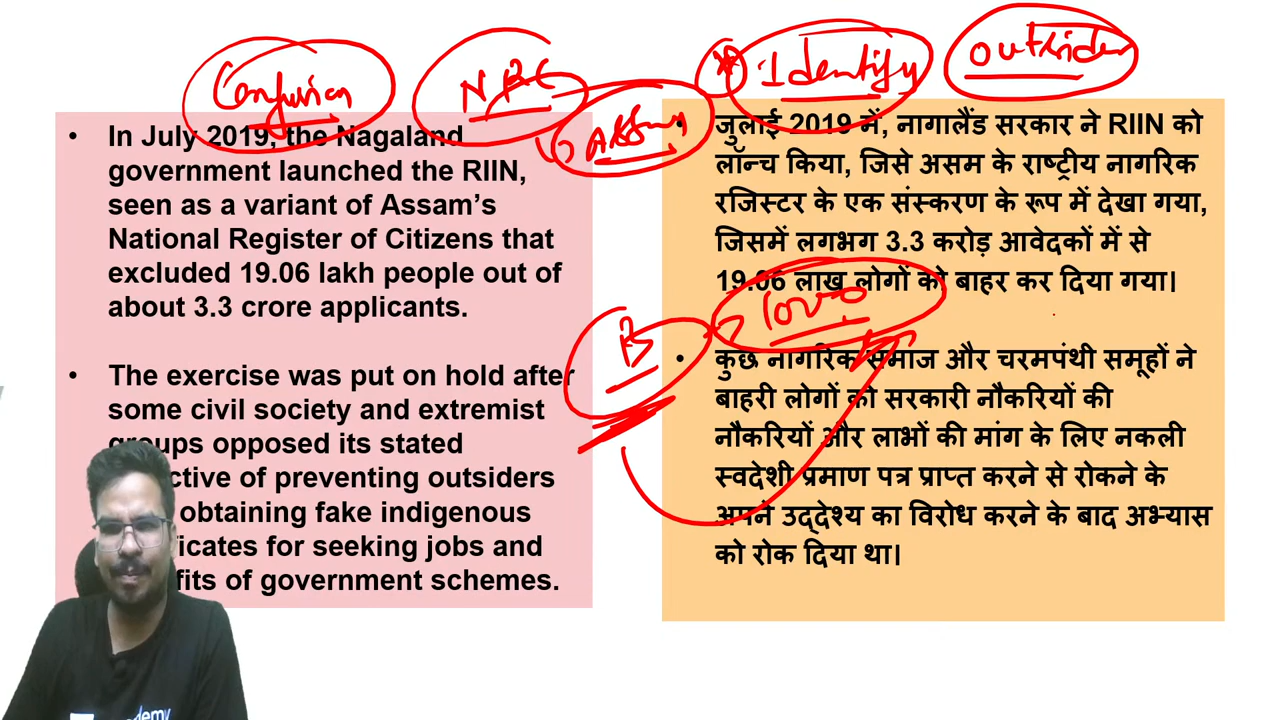 Confusion
NRC
Assam
Identify
outsider
• In July 2019, the Nagaland
government launched the RIIN,
seen as a variant of Assam's
National Register of Citizens that
excluded 19.06 lakh people out of
about 3.3 crore applicants.
• The exercise was put on hold after
some civil society and extremist
groups opposed its stated
ctive of preventing outsiders
obtaining fake indigenous
ficates for seeking jobs and
fits of government schemes.
B
• जुलाई 2019 में, नागालैंड सरकार ने RIIN को
लॉन्च किया, जिसे असम के राष्ट्रीय नागरिक
रजिस्टर के एक संस्करण के रूप में देखा गया,
जिसमें लगभग 3.3 करोड़ आवेदकों में से
19.06 लाख लोगों को बाहर कर दिया गया।
• कुछ नागरिक समाज और चरमपंथी समूहों ने
बाहरी लोगों को सरकारी नौकरियों की
नौकरियों और लाभों की मांग के लिए नकली
स्वदेशी प्रमाण पत्र प्राप्त करने से रोकने के
अपने उद्देश्य का विरोध करने के बाद अभ्यास
को रोक दिया था।